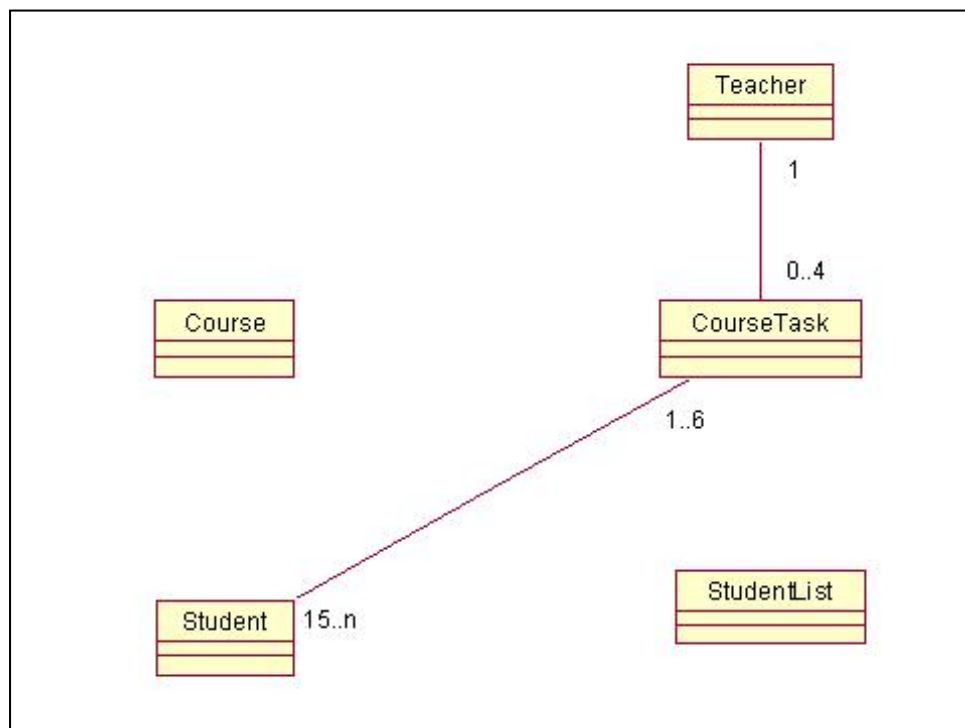 Teacher
1
0..4
Course
CourseTask
1..6
StudentList
Student
15..n